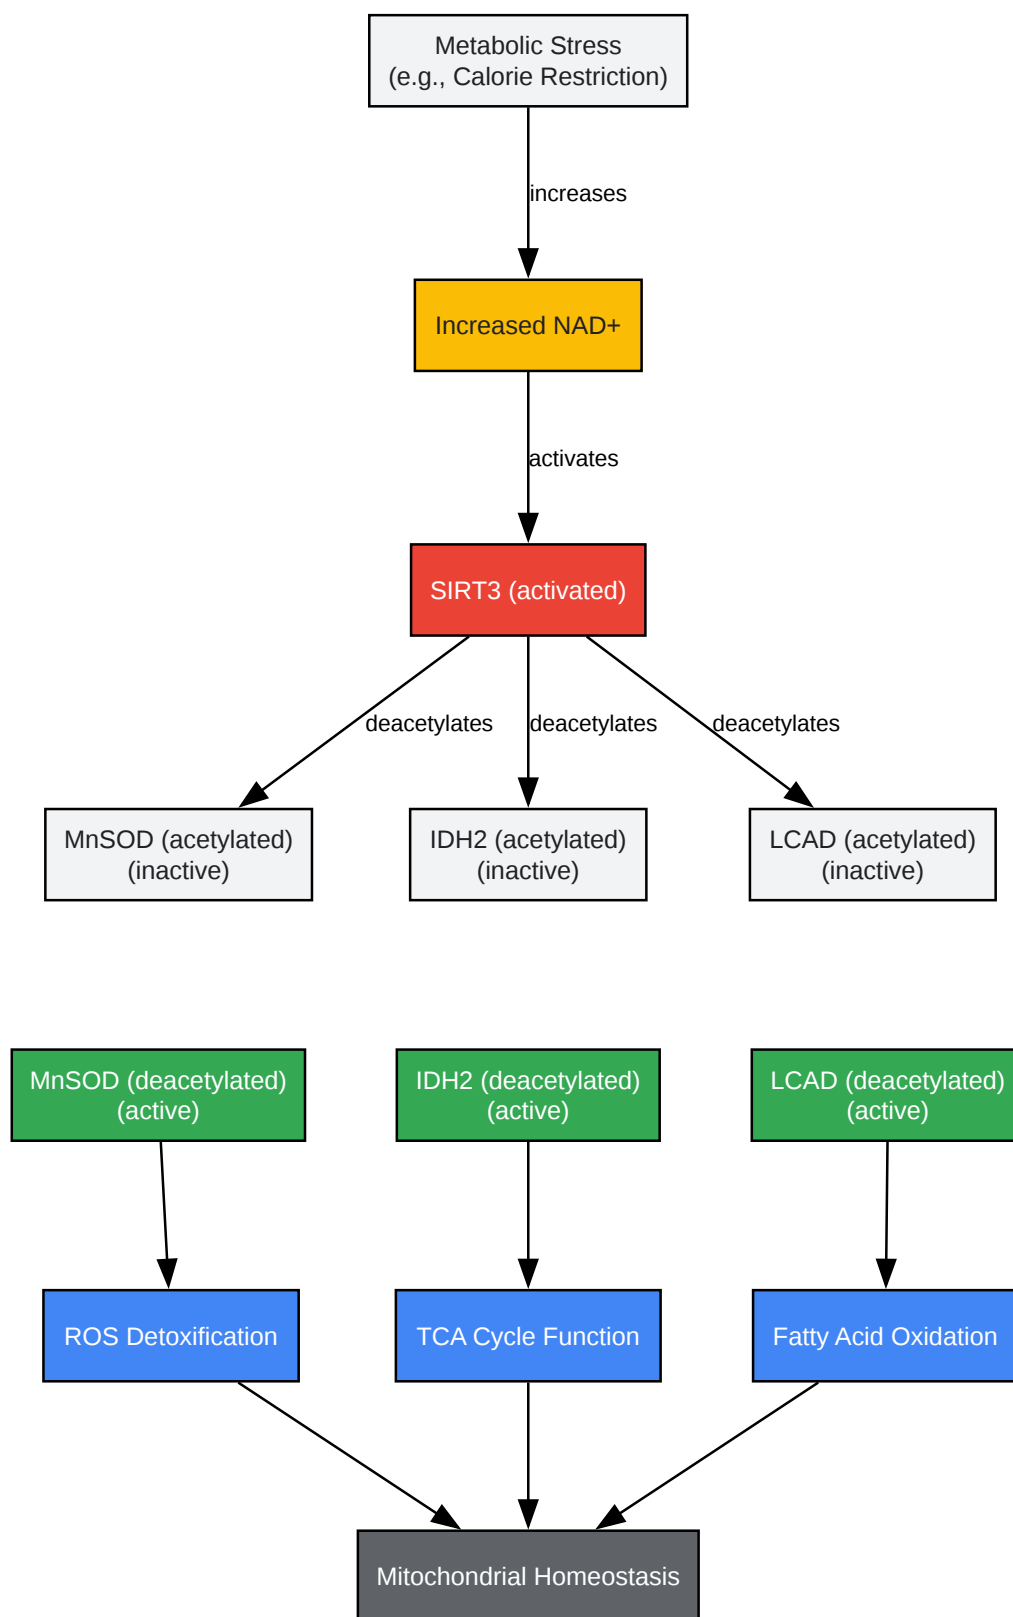 Metabolic Stress
(e.g., Calorie Restriction)
increases
Increased NAD+
activates
SIRT3 (activated)
deacetylates
deacetylates
deacetylates
MnSOD (acetylated)
(inactive)
IDH2 (acetylated)
(inactive)
LCAD (acetylated)
(inactive)
MnSOD (deacetylated)
(active)
IDH2 (deacetylated)
(active)
LCAD (deacetylated)
(active)
ROS Detoxification
TCA Cycle Function
Fatty Acid Oxidation
Mitochondrial Homeostasis